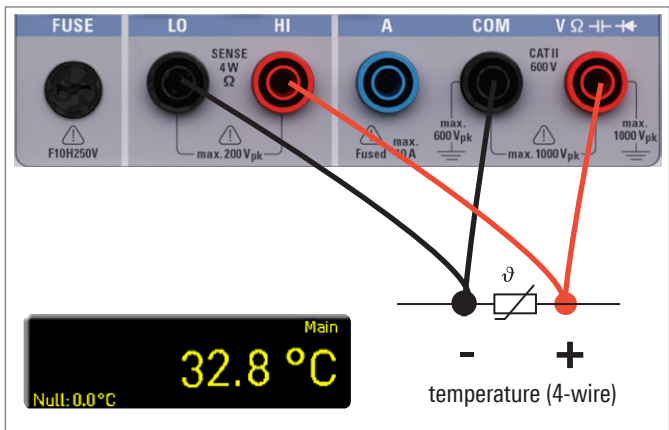 FUSE
LO
HI
A
COM
V Ω ⊣⊢ ⯈|
SENSE
4W
Ω
CAT II
600 V
max.
600 Vpk
max.
1000 Vpk
F10H250V
max. 200 Vpk
Fused
max.
10A
max. 1000 Vpk
ϑ
- +
temperature (4-wire)
Main
32.8 °C
Null: 0.0 °C